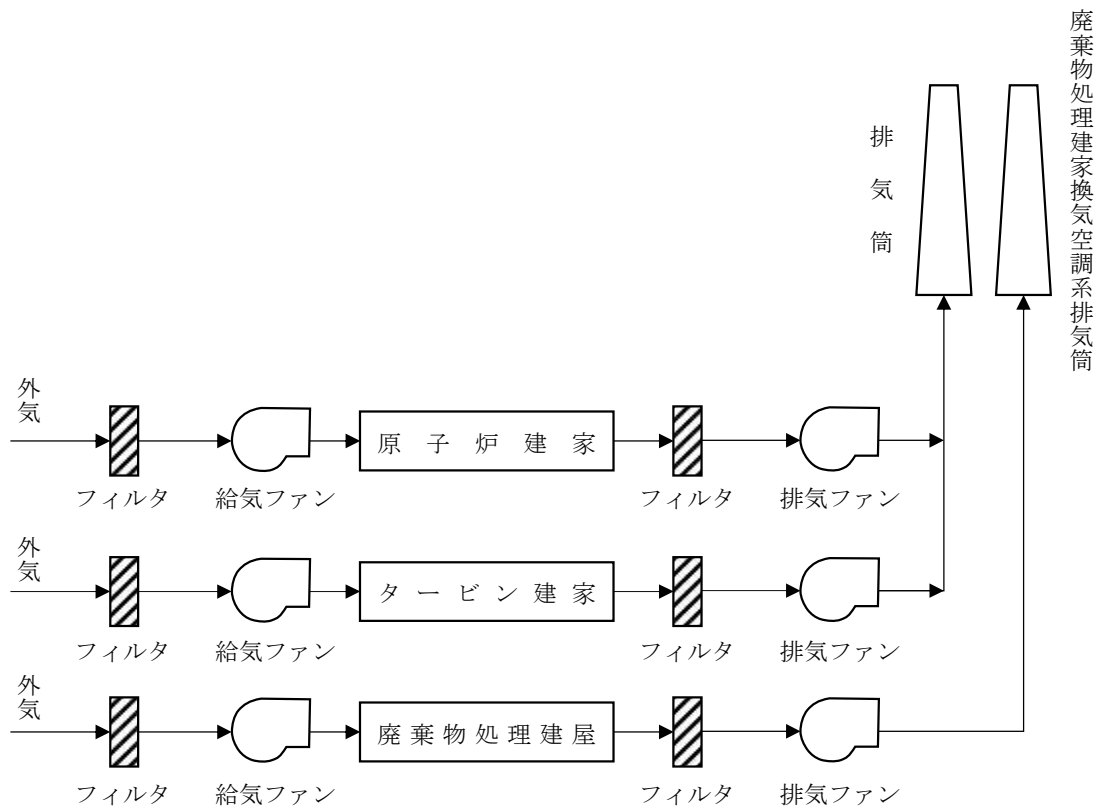 廃棄物処理建家換気空調系排気筒
排気筒
外気
原子炉建家
フィルタ
給気ファン
フィルタ
排気ファン
外気
タービン建家
フィルタ
給気ファン
フィルタ
排気ファン
外気
廃棄物処理建屋
フィルタ
給気ファン
フィルタ
排気ファン